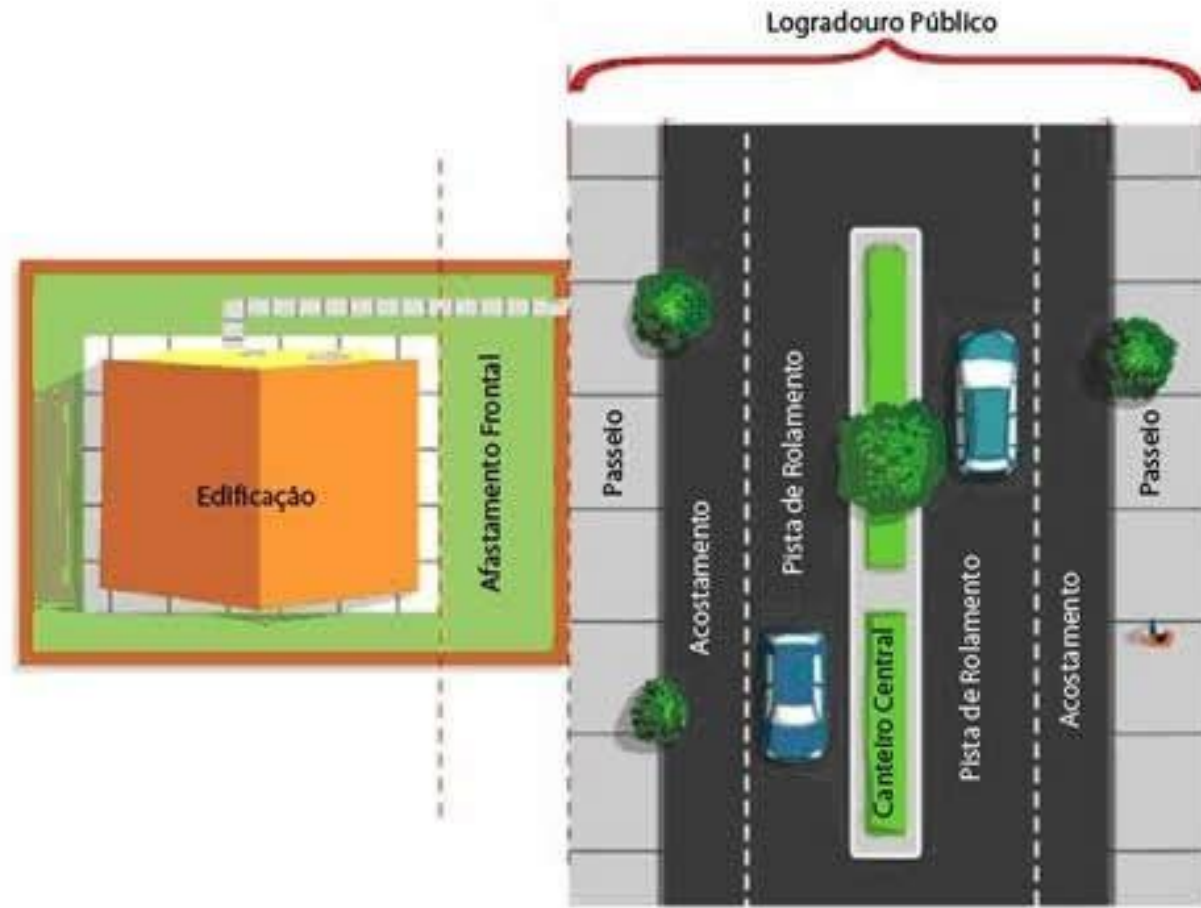 Logradouro Público
Edificação
Afastamento Frontal
Passeio
Acostamento
Pista de Rolamento
Canteiro Central
Pista de Rolamento
Acostamento
Passeio